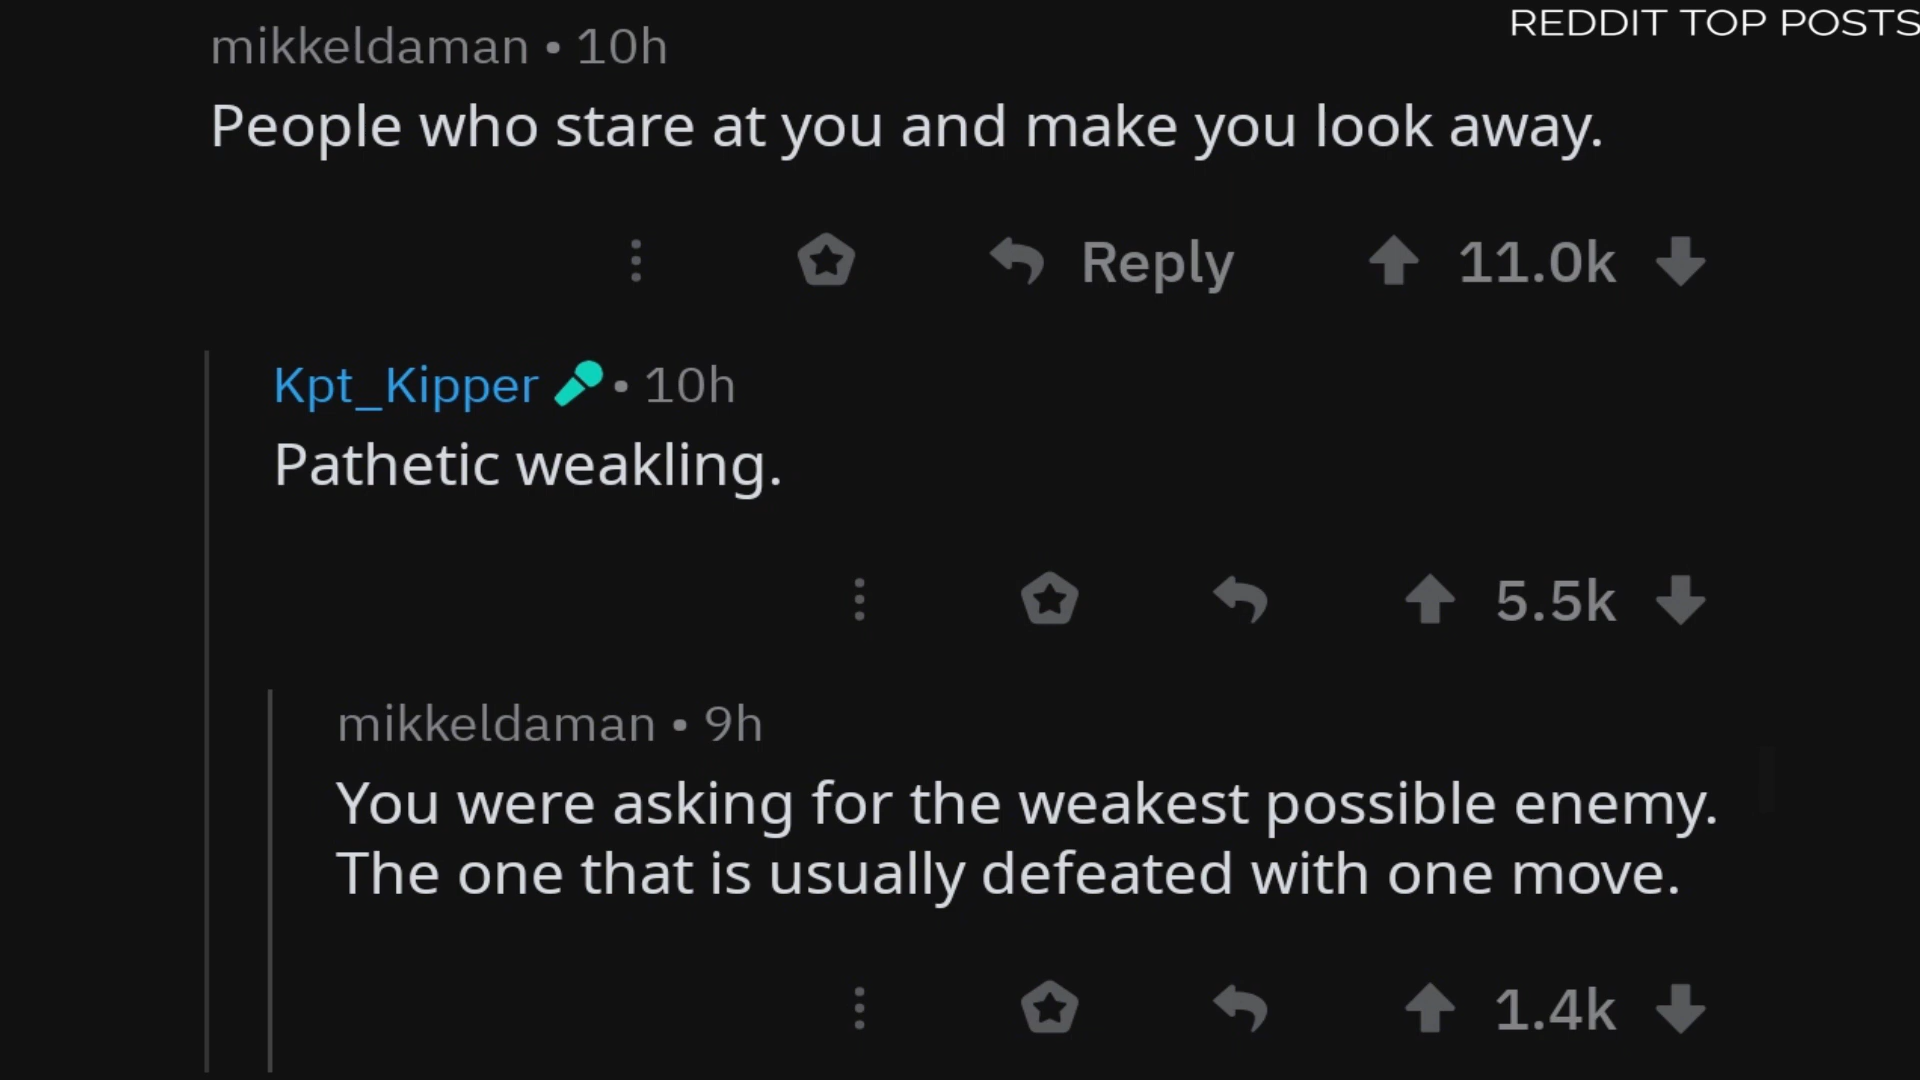 REDDIT TOP POSTS
mikkeldaman • 10h
People who stare at you and make you look away.
Reply 11.0k
Kpt_Kipper • 10h
Pathetic weakling.
5.5k
mikkeldaman • 9h
You were asking for the weakest possible enemy.
The one that is usually defeated with one move.
1.4k